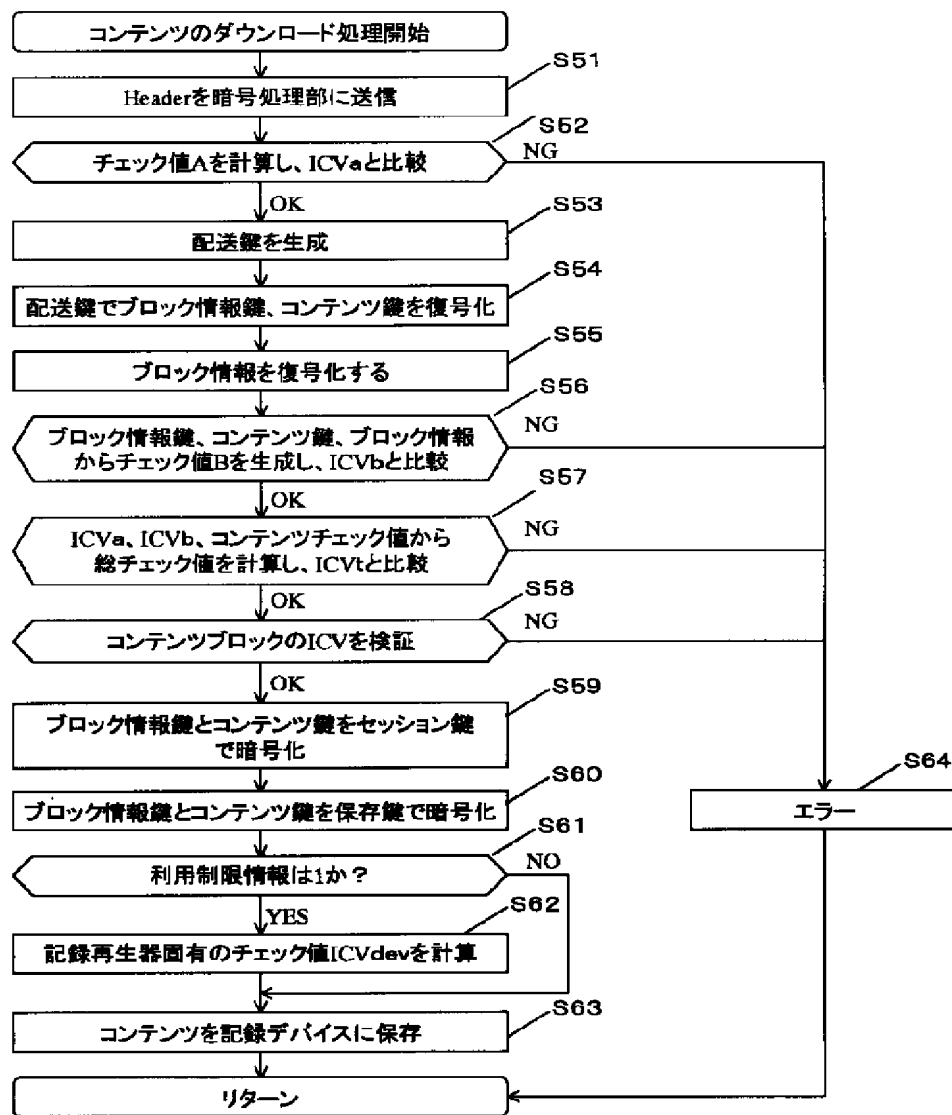 コンテンツのダウンロード処理開始
S51
Headerを暗号処理部に送信
S52
チェック値Aを計算し、ICVaと比較
NG
OK
S53
配送鍵を生成
S54
配送鍵でブロック情報鍵、コンテンツ鍵を復号化
S55
ブロック情報を復号化する
S56
ブロック情報鍵、コンテンツ鍵、ブロック情報
からチェック値Bを生成し、ICVbと比較
NG
OK
S57
ICVa、ICVb、コンテンツチェック値から
総チェック値を計算し、ICVtと比較
NG
OK
S58
コンテンツブロックのICVを検証
NG
OK
S59
ブロック情報鍵とコンテンツ鍵をセッション鍵
で暗号化
S60
ブロック情報鍵とコンテンツ鍵を保存鍵で暗号化
S64
エラー
S61
利用制限情報は1か？
NO
YES
S62
記録再生器固有のチェック値ICVdevを計算
S63
コンテンツを記録デバイスに保存
リターン